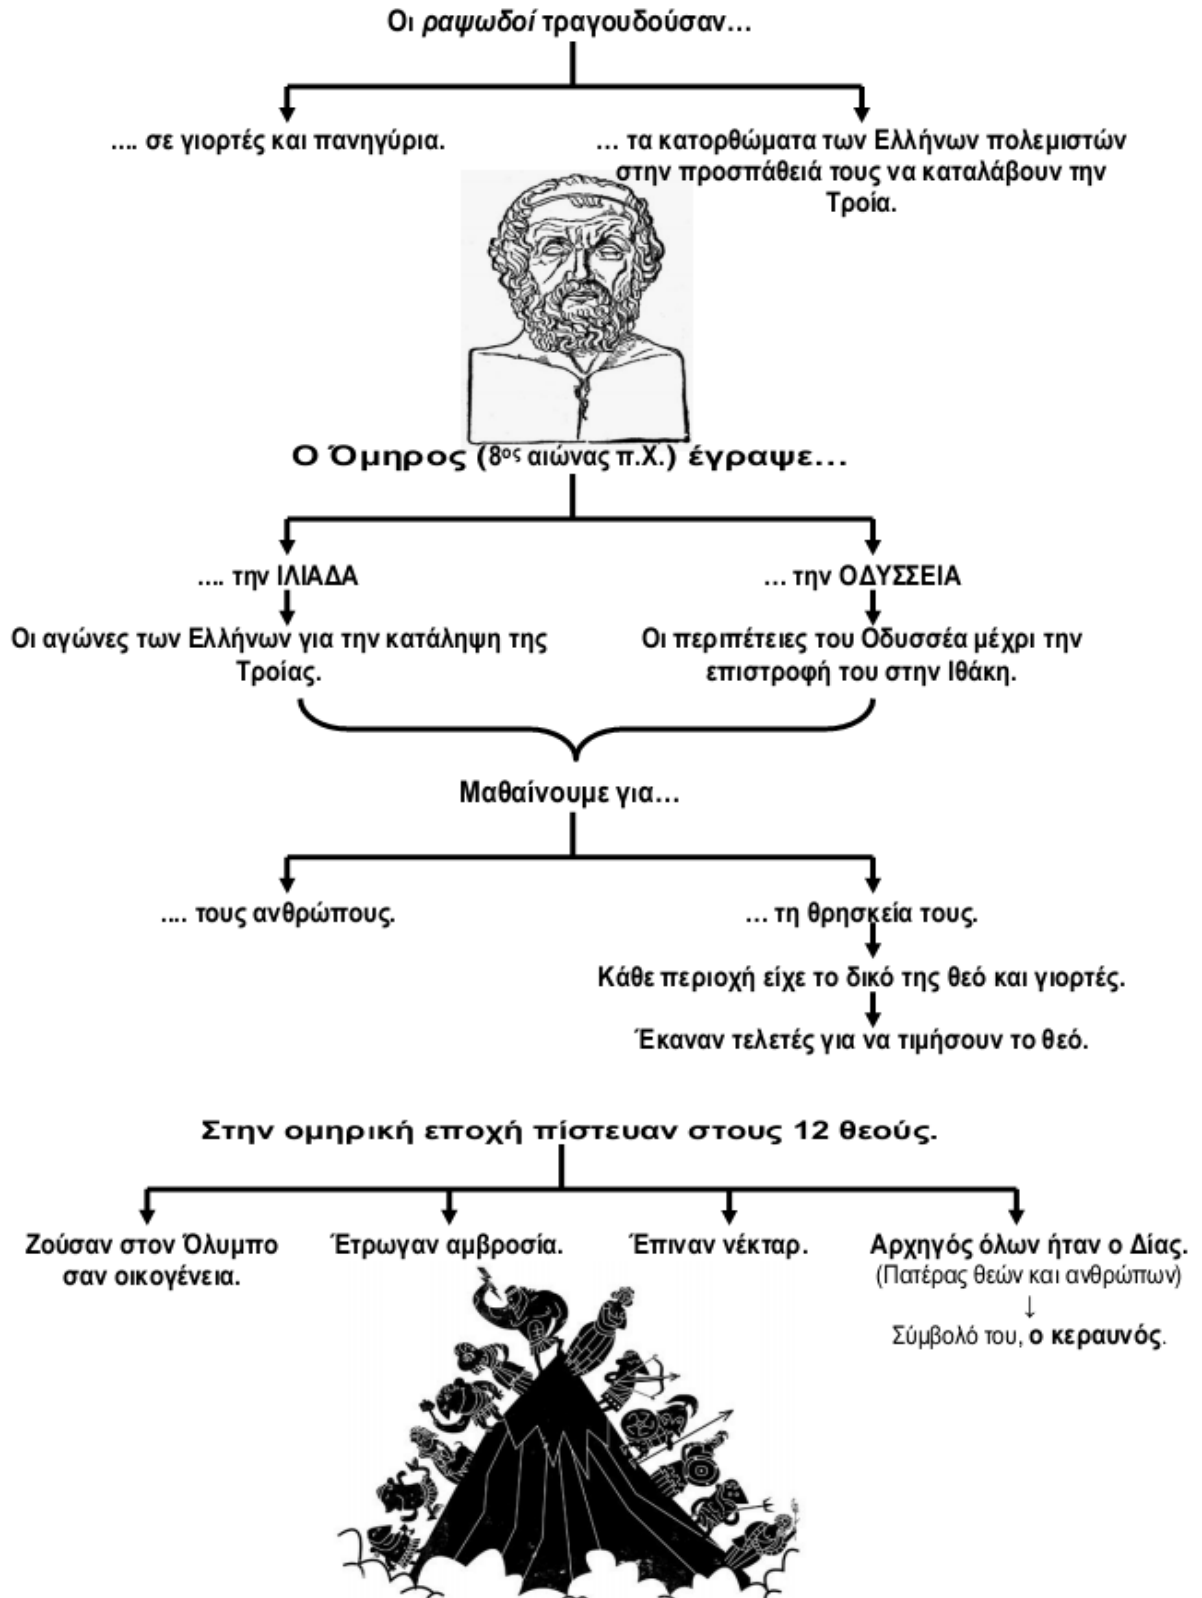 Οι ραψωδοί τραγουδούσαν…
…. σε γιορτές και πανηγύρια.
… τα κατορθώματα των Ελλήνων πολεμιστών
στην προσπάθειά τους να καταλάβουν την
Τροία.
Ο Όμηρος (8ος αιώνας π.Χ.) έγραψε…
…. την ΙΛΙΑΔΑ
… την ΟΔΥΣΣΕΙΑ
Οι αγώνες των Ελλήνων για την κατάληψη της
Τροίας.
Οι περιπέτειες του Οδυσσέα μέχρι την
επιστροφή του στην Ιθάκη.
Μαθαίνουμε για…
…. τους ανθρώπους.
… τη θρησκεία τους.
Κάθε περιοχή είχε το δικό της θεό και γιορτές.
Έκαναν τελετές για να τιμήσουν το θεό.
Στην ομηρική εποχή πίστευαν στους 12 θεούς.
Ζούσαν στον Όλυμπο
σαν οικογένεια.
Έτρωγαν αμβροσία.
Έπιναν νέκταρ.
Αρχηγός όλων ήταν ο Δίας.
(Πατέρας θεών και ανθρώπων)
↓
Σύμβολό του, ο κεραυνός.